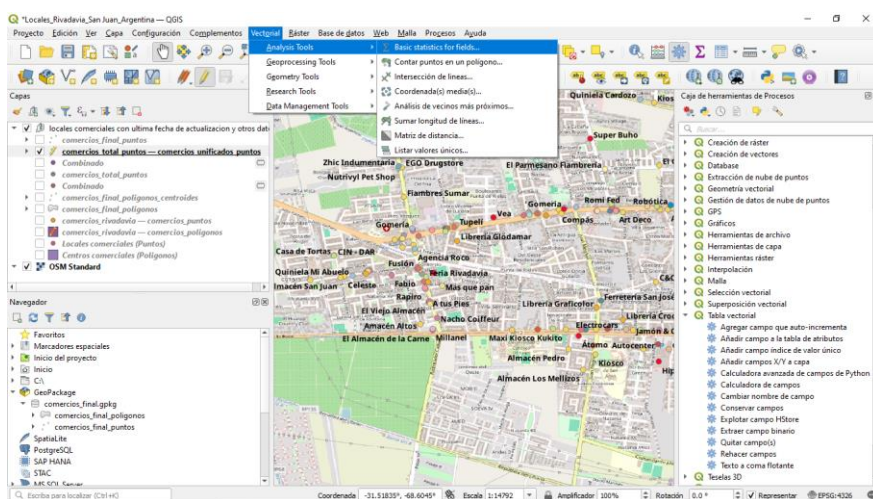 *Locales_Rivadavia_San Juan_Argentina — QGIS
Proyecto Edición Ver Capa Configuración Complementos Vectorial Ráster Base de datos Web Malla Procesos Ayuda
Analysis Tools
Geoprocessing Tools
Geometry Tools
Research Tools
Data Management Tools
Basic statistics for fields...
Contar puntos en un polígono...
Intersección de líneas...
Coordenada(s) media(s)...
Análisis de vecinos más próximos...
Sumar longitud de líneas...
Matriz de distancia...
Listar valores únicos...
Capas
locales comerciales con ultima fecha de actualizacion y otros dat
comercios_final_puntos
comercios_total_puntos — comercios_unificados_puntos
Combinado
comercios_total_puntos
Combinado
comercios_final_poligonos_centroides
comercios_final_poligonos
comercios_rivadavia — comercios_puntos
comercios_rivadavia — comercios_poligonos
Locales comerciales (Puntos)
Centros comerciales (Poligonos)
OSM Standard
Navegador
Favoritos
Marcadores espaciales
Inicio del proyecto
Inicio
C:\
GeoPackage
comercios_final.gpkg
comercios_final_poligonos
comercios_final_puntos
SpatiaLite
PostgreSQL
SAP HANA
STAC
MS SQL Server
Quiniela Cardozo
Kios
Super Buho
Zhic Indumentaria
EGO Drugstore
El Parmesano Fiambrería
Nutrivyl Pet Shop
Fiambres Sumar
Gomeria
Romi Fed
Robótica
Vea
Gomería
Tupeli
Compás
Art Deco
Librería Glodamar
Casa de Tortas
CIN - DAR
Agencia Roco
Fusión
Quiniela Mi Abuelo
Feria Rivadavia
C&C
lmacén San Juan
Celeste
Fabio
Más que pan
Rapiro
A tus Pies
Librería Graficolor
Ferretería San José
El Viejo Almacén
Nacho Coiffeur
Librería Croc
Amacén Altos
Electrocars
Jamón & C
El Almacén de la Carne
Millanel
Maxi Kiosco Kukito
Átomo
Autocenter
Almacén Pedro
Kiosco
Hip
Almacén Los Mellizos
Caja de herramientas de Procesos
Buscar...
Creación de ráster
Creación de vectores
Database
Extracción de nube de puntos
Geometría vectorial
Gestión de datos de nube de puntos
GPS
Gráficos
Herramientas de archivo
Herramientas de capa
Herramientas ráster
Interpolación
Malla
Selección vectorial
Superposición vectorial
Tabla vectorial
Agregar campo que auto-incrementa
Añadir campo a la tabla de atributos
Añadir campo índice de valor único
Añadir campos X/Y a capa
Calculadora avanzada de campos de Python
Calculadora de campos
Cambiar nombre de campo
Conservar campos
Explotar campo HStore
Extraer campo binario
Quitar campo(s)
Rehacer campos
Texto a coma flotante
Teselas 3D
Escriba para localizar (Ctrl+K)
Coordenada -31.51835°, -68.6045° Escala 1:14792 Amplificador 100% Rotación 0,0 ° Representar EPSG:4326